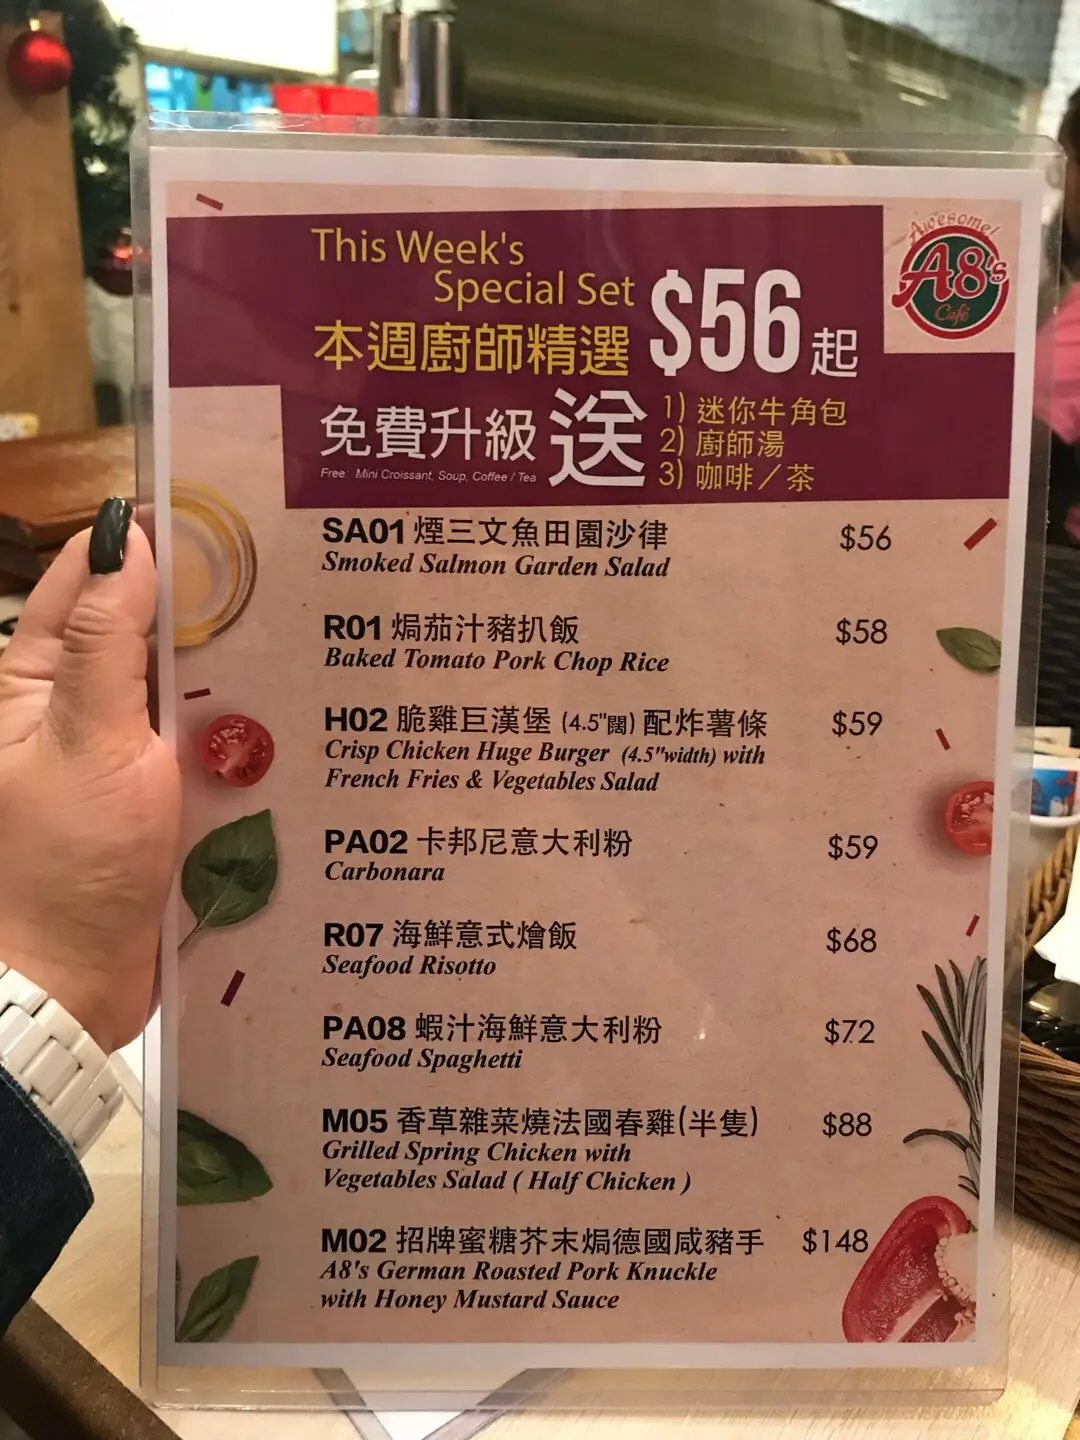 This Week's
Special Set
本週廚師精選
$56起
Awesome!
A8's
Café
免費升級 送
Free: Mini Croissant, Soup, Coffee / Tea
1) 迷你牛角包
2) 廚師湯
3) 咖啡／茶
SA01 煙三文魚田園沙律 $56
Smoked Salmon Garden Salad
R01 焗茄汁豬扒飯 $58
Baked Tomato Pork Chop Rice
H02 脆雞巨漢堡 (4.5"闊) 配炸薯條 $59
Crisp Chicken Huge Burger (4.5"width) with
French Fries & Vegetables Salad
PA02 卡邦尼意大利粉 $59
Carbonara
R07 海鮮意式燴飯 $68
Seafood Risotto
PA08 蝦汁海鮮意大利粉 $72
Seafood Spaghetti
M05 香草雜菜燒法國春雞(半隻) $88
Grilled Spring Chicken with
Vegetables Salad ( Half Chicken )
M02 招牌蜜糖芥末焗德國咸豬手 $148
A8's German Roasted Pork Knuckle
with Honey Mustard Sauce